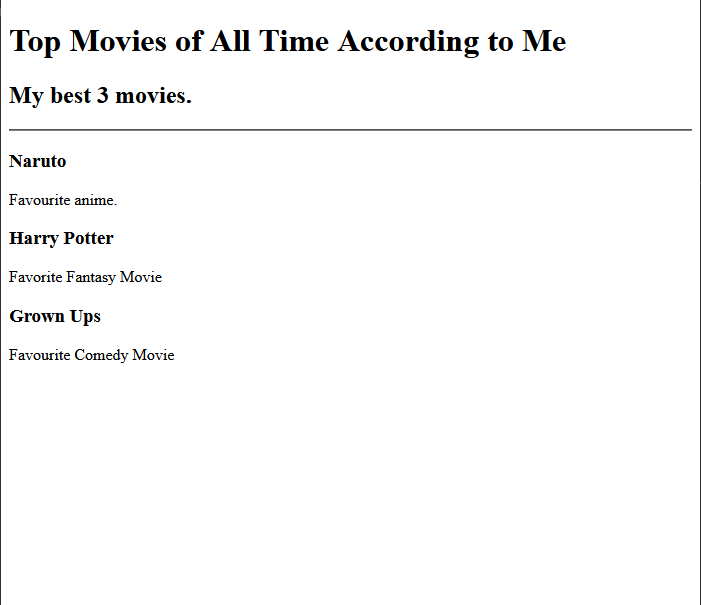 Top Movies of All Time According to Me
My best 3 movies.
Naruto
Favourite anime.
Harry Potter
Favorite Fantasy Movie
Grown Ups
Favourite Comedy Movie